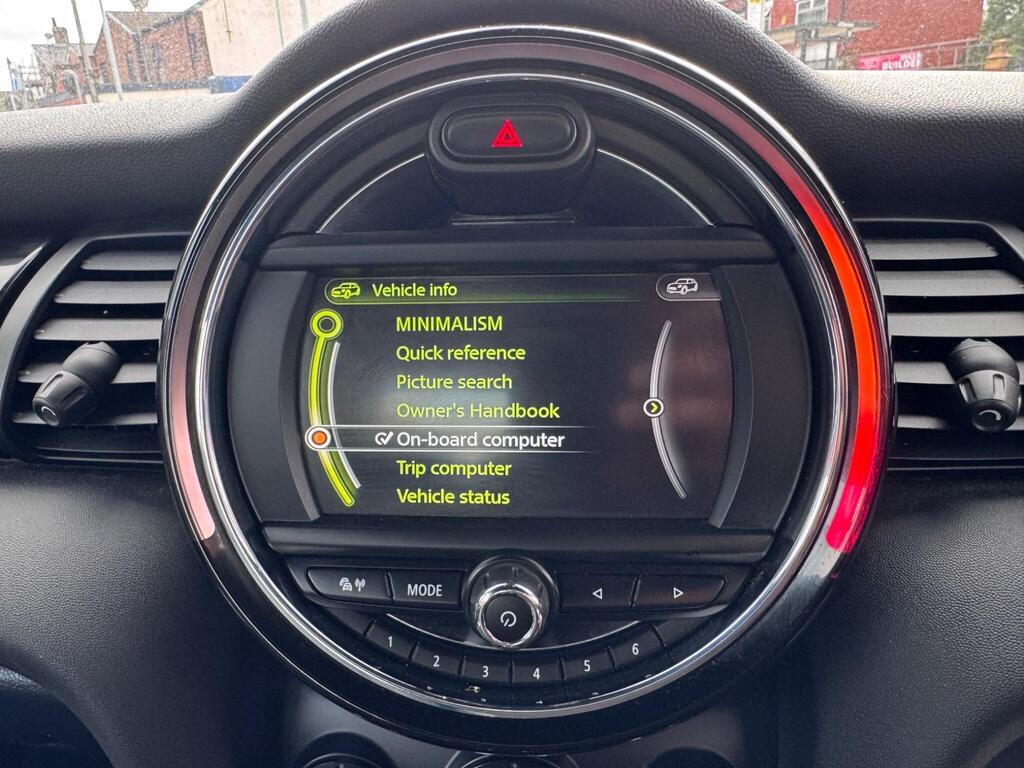 BUILDER
Vehicle info
MINIMALISM
Quick reference
Picture search
Owner's Handbook
On-board computer
Trip computer
Vehicle status
MODE
1 2 3 4 5 6